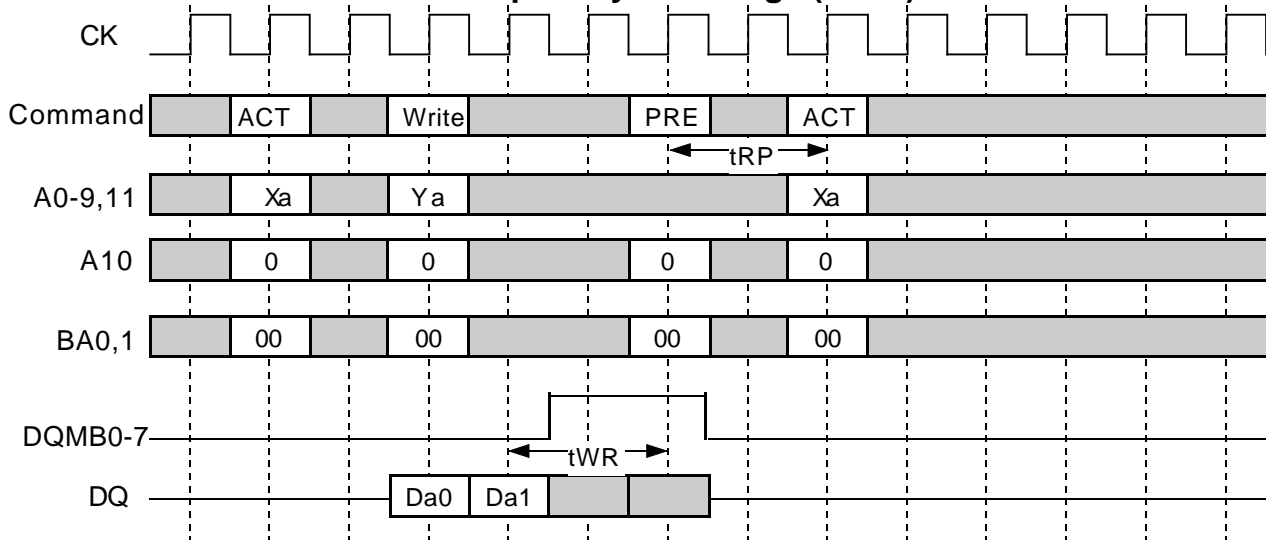 CK
Command ACT Write PRE ACT
tRP
A0-9,11 Xa Ya Xa
A10 0 0 0 0
BA0,1 00 00 00 00
DQMB0-7
tWR
DQ Da0 Da1